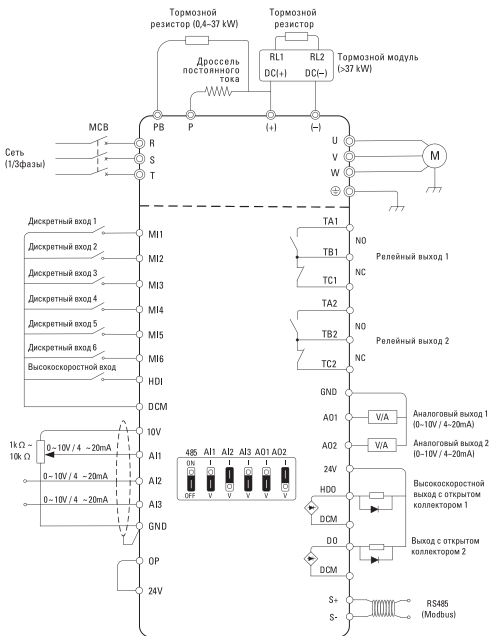 Тормозной
резистор (0,4–37 kW)
Тормозной
резистор
RL1 RL2
DC(+) DC(–)
Тормозной модуль
(>37 kW)
Дроссель
постоянного
тока
PB P (+) (–)
MCB
Сеть
(1/3фазы)
R
S
T
U
V
W
M
Дискретный вход 1
MI1
Дискретный вход 2
MI2
Дискретный вход 3
MI3
Дискретный вход 4
MI4
Дискретный вход 5
MI5
Дискретный вход 6
MI6
Высокоскоростной вход
HDI
DCM
TA1
NO
TB1
Релейный выход 1
NC
TC1
TA2
NO
TB2
Релейный выход 2
NC
TC2
10V
1k Ω ~
10k Ω
0~10V / 4 ~20mA
AI1
0~10V / 4 ~20mA
AI2
0~10V / 4 ~20mA
AI3
GND
OP
24V
485 AI1 AI2 AI3 AO1 AO2
ON I I I I I
OFF V V V V V
GND
AO1
V/A
Аналоговый выход 1
(0~10V / 4~20mA)
AO2
V/A
Аналоговый выход 2
(0~10V / 4~20mA)
24V
HDO
Высокоскоростной
выход с открытом
коллектором 1
DCM
DO
Выход с открытом
коллектором 2
DCM
S+
S-
RS485
(Modbus)